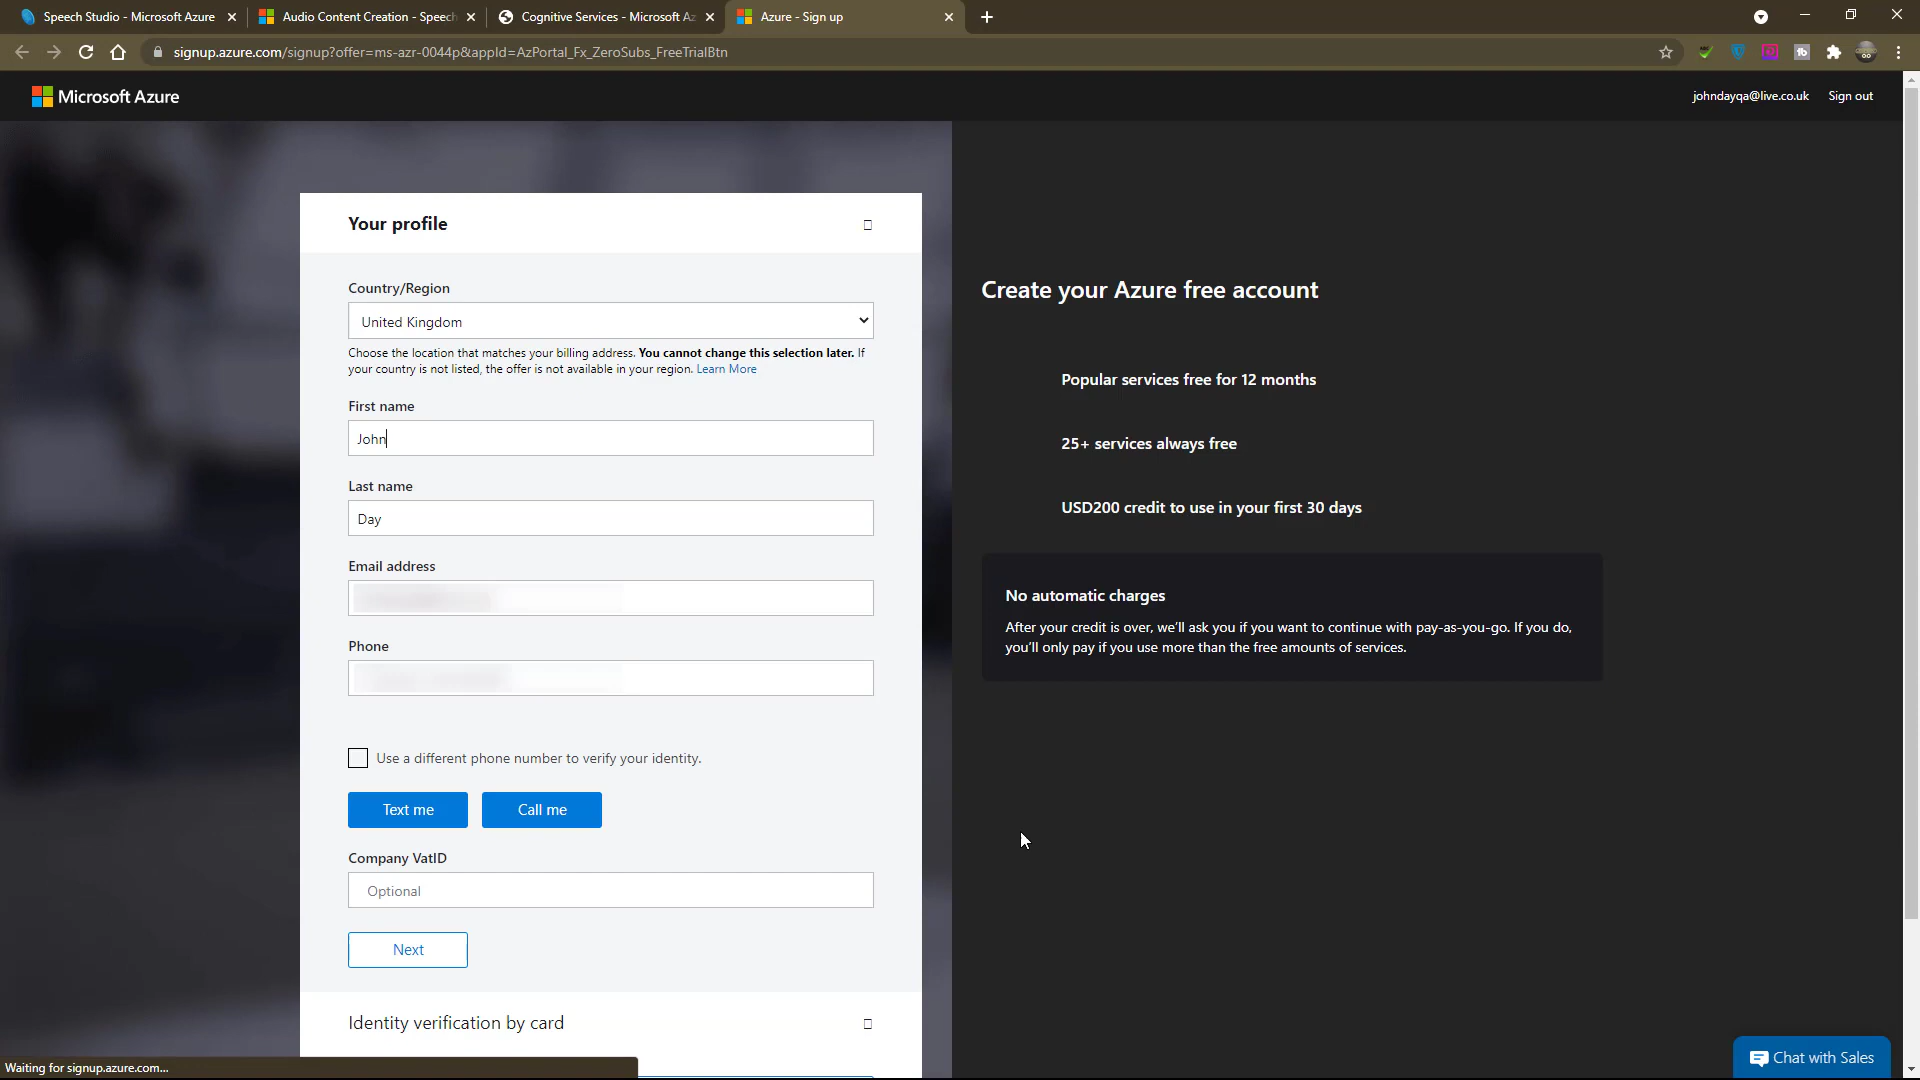 Speech Studio - Microsoft Azure
Audio Content Creation - Speech
Cognitive Services - Microsoft Az
Azure - Sign up
signup.azure.com/signup?offer=ms-azr-0044p&appId=AzPortal_Fx_ZeroSubs_FreeTrialBtn
Microsoft Azure
johndayqa@live.co.uk
Sign out
Your profile
Country/Region
United Kingdom
Choose the location that matches your billing address. You cannot change this selection later. If
your country is not listed, the offer is not available in your region. Learn More
First name
John
Last name
Day
Email address
Phone
Use a different phone number to verify your identity.
Text me
Call me
Company VatID
Optional
Next
Identity verification by card
Create your Azure free account
Popular services free for 12 months
25+ services always free
USD200 credit to use in your first 30 days
No automatic charges
After your credit is over, we'll ask you if you want to continue with pay-as-you-go. If you do,
you'll only pay if you use more than the free amounts of services.
Chat with Sales
Waiting for signup.azure.com...